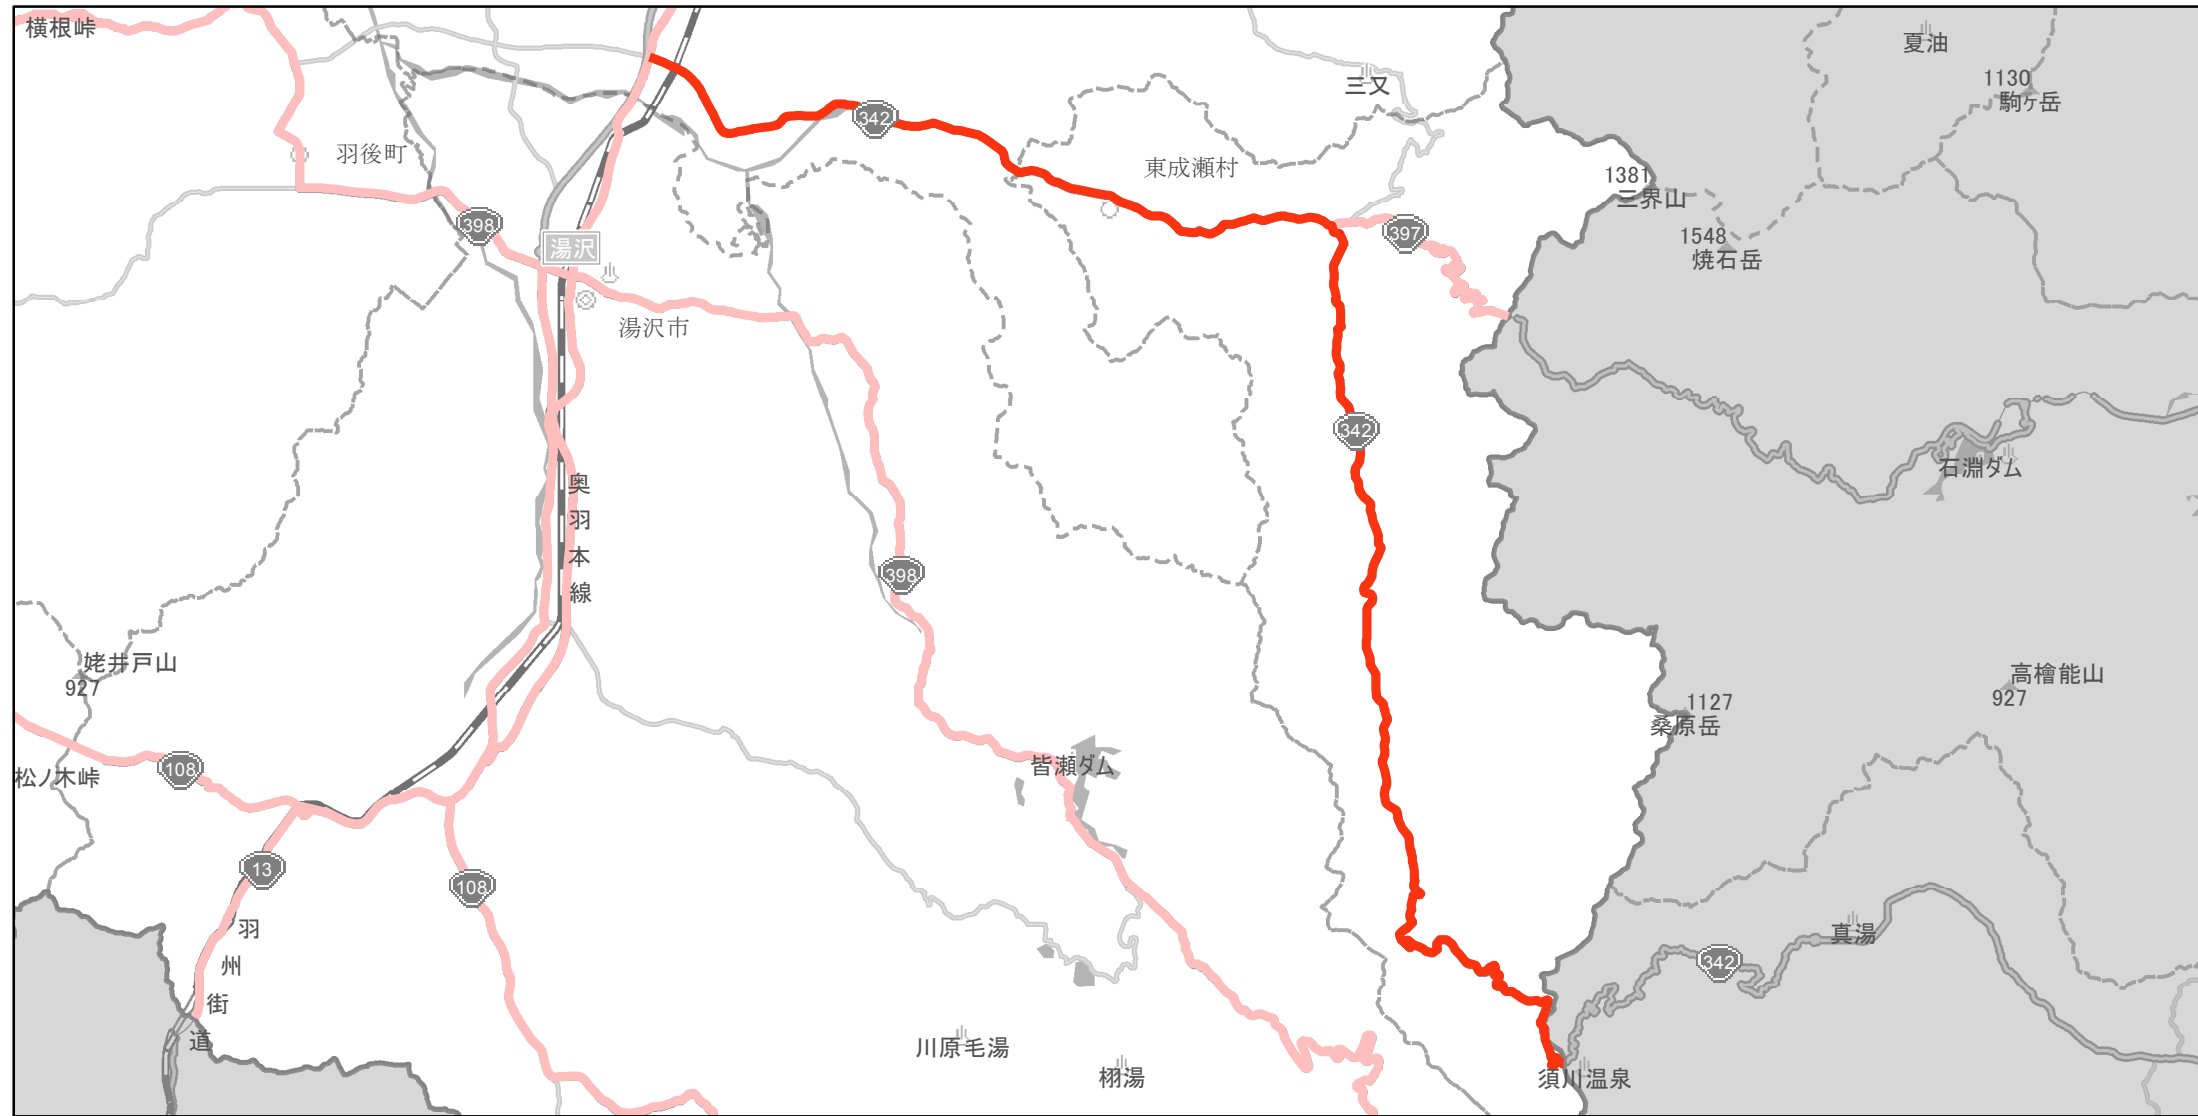 横根峠
夏油
三又
1130
駒ヶ岳
342
羽後町
東成瀬村
1381
三界山
398
397
1548
焼石岳
湯沢
湯沢市
342
石淵ダム
奥羽本線
398
姥井戸山
927
高檜能山
927
1127
桑原岳
松ノ木峠
108
皆瀬ダム
13
108
羽州街道
真湯
342
川原毛湯
栩湯
須川温泉